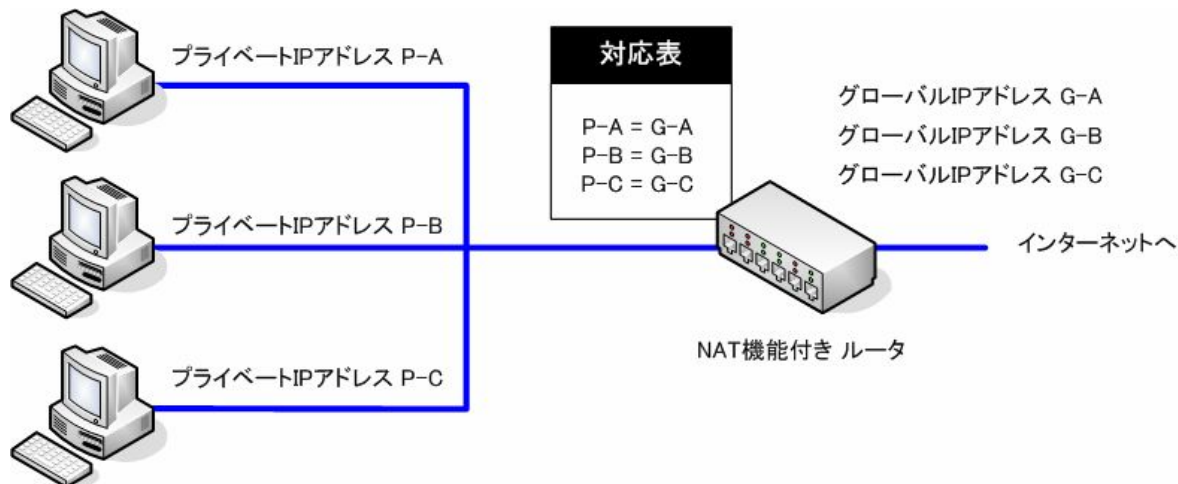 プライベートIPアドレス P-A
対応表
P-A = G-A
P-B = G-B
P-C = G-C
グローバルIPアドレス G-A
グローバルIPアドレス G-B
グローバルIPアドレス G-C
プライベートIPアドレス P-B
インターネットへ
NAT機能付き ルータ
プライベートIPアドレス P-C